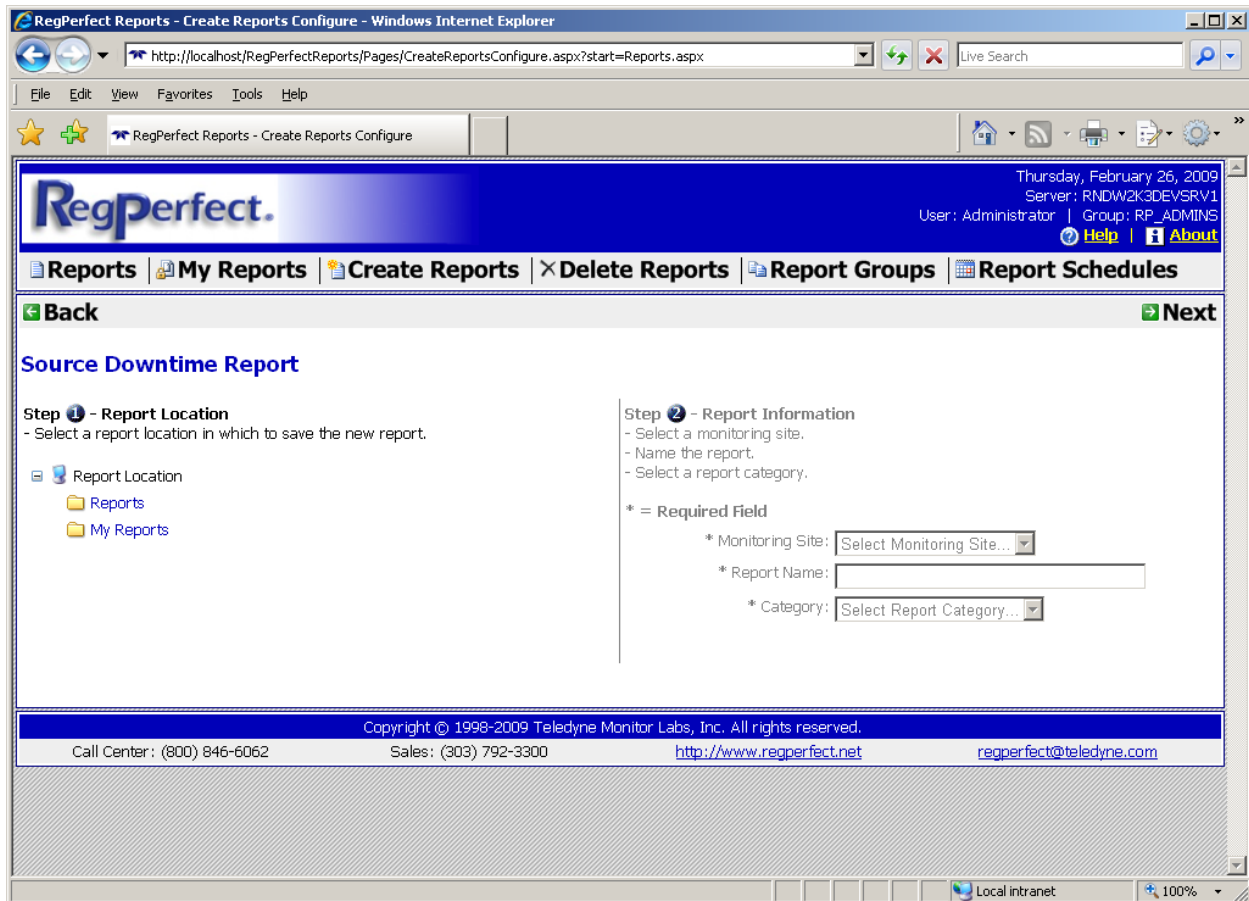 RegPerfect Reports - Create Reports Configure - Windows Internet Explorer
http://localhost/RegPerfectReports/Pages/CreateReportsConfigure.aspx?start=Reports.aspx
Live Search
File Edit View Favorites Tools Help
RegPerfect Reports - Create Reports Configure
»
RegPerfect.
Thursday, February 26, 2009
Server: RNDW2K3DEVSRV1
User: Administrator | Group: RP_ADMINS
Help | About
Reports | My Reports | Create Reports | Delete Reports | Report Groups | Report Schedules
Back
Next
Source Downtime Report
Step 1 - Report Location
- Select a report location in which to save the new report.
Report Location
Reports
My Reports
Step 2 - Report Information
- Select a monitoring site.
- Name the report.
- Select a report category.
* = Required Field
* Monitoring Site: Select Monitoring Site...
* Report Name:
* Category: Select Report Category...
Copyright © 1998-2009 Teledyne Monitor Labs, Inc. All rights reserved.
Call Center: (800) 846-6062 Sales: (303) 792-3300 http://www.regperfect.net regperfect@teledyne.com
Local intranet 100%